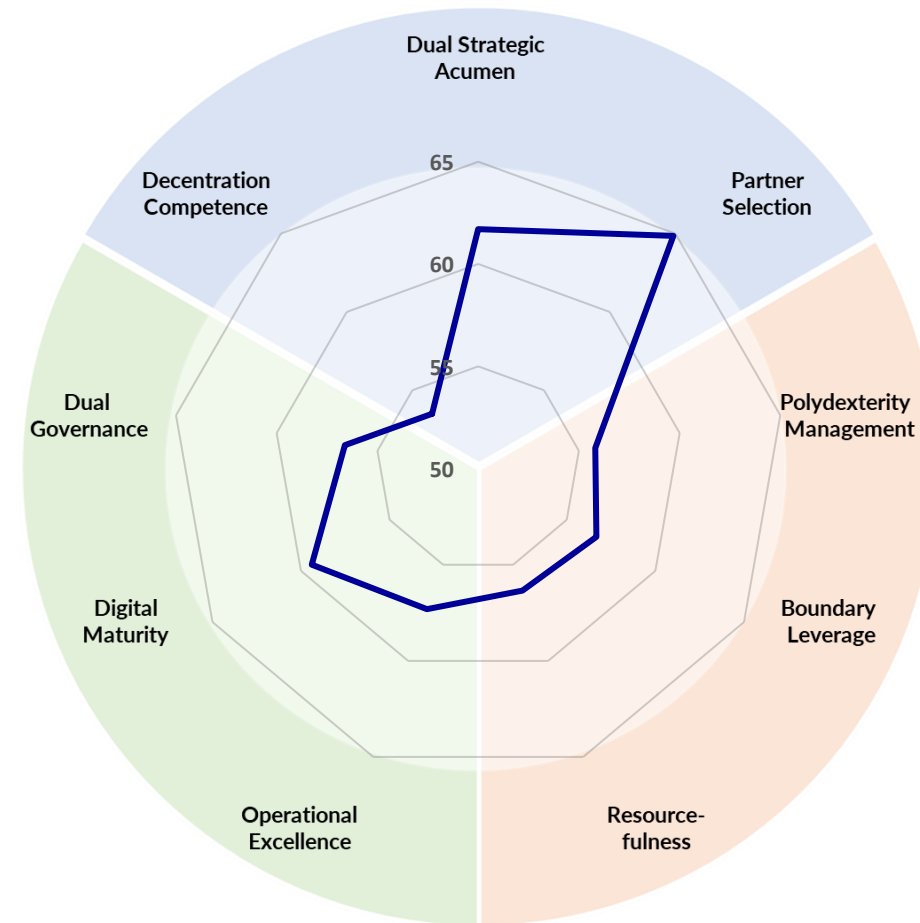 Dual Strategic
Acumen
65
Decentration
Competence
Partner
Selection
60
55
Dual
Governance
Polydexterity
Management
50
Digital
Maturity
Boundary
Leverage
Operational
Excellence
Resource-
fulness